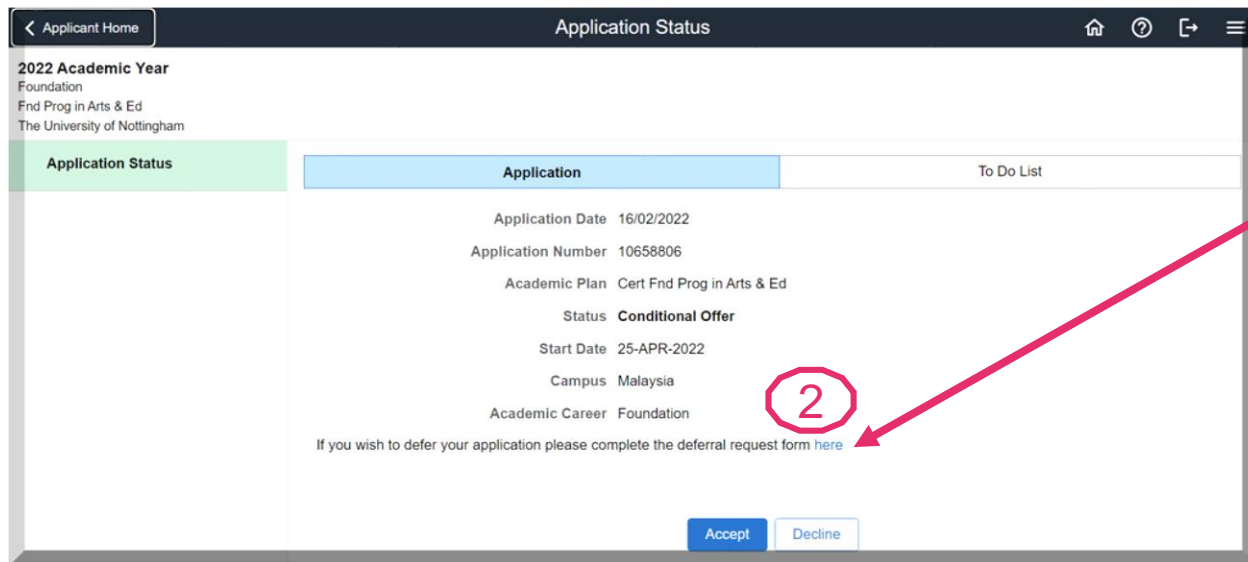 Applicant Home
Application Status
2022 Academic Year
Foundation
Fnd Prog in Arts & Ed
The University of Nottingham
Application Status
Application
To Do List
Application Date 16/02/2022
Application Number 10658806
Academic Plan Cert Fnd Prog in Arts & Ed
Status Conditional Offer
Start Date 25-APR-2022
Campus Malaysia
2
Academic Career Foundation
If you wish to defer your application please complete the deferral request form here
Accept
Decline